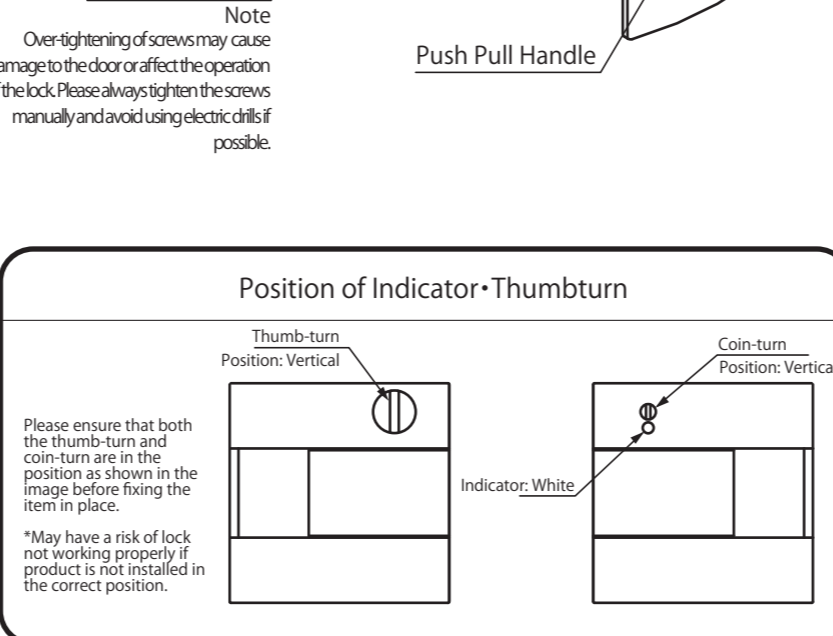 Note
Over-tightening of screws may cause
damage to the door or affect the operation
of the lock. Please always tighten the screws
manually and avoid using electric drills if
possible.
Push Pull Handle
Position of Indicator・Thumbturn
Thumb-turn
Position: Vertical
Coin-turn
Position: Vertica
Please ensure that both
the thumb-turn and
coin-turn are in the
position as shown in the
image before fixing the
item in place.
Indicator: White
*May have a risk of lock
not working properly if
product is not installed in
the correct position.